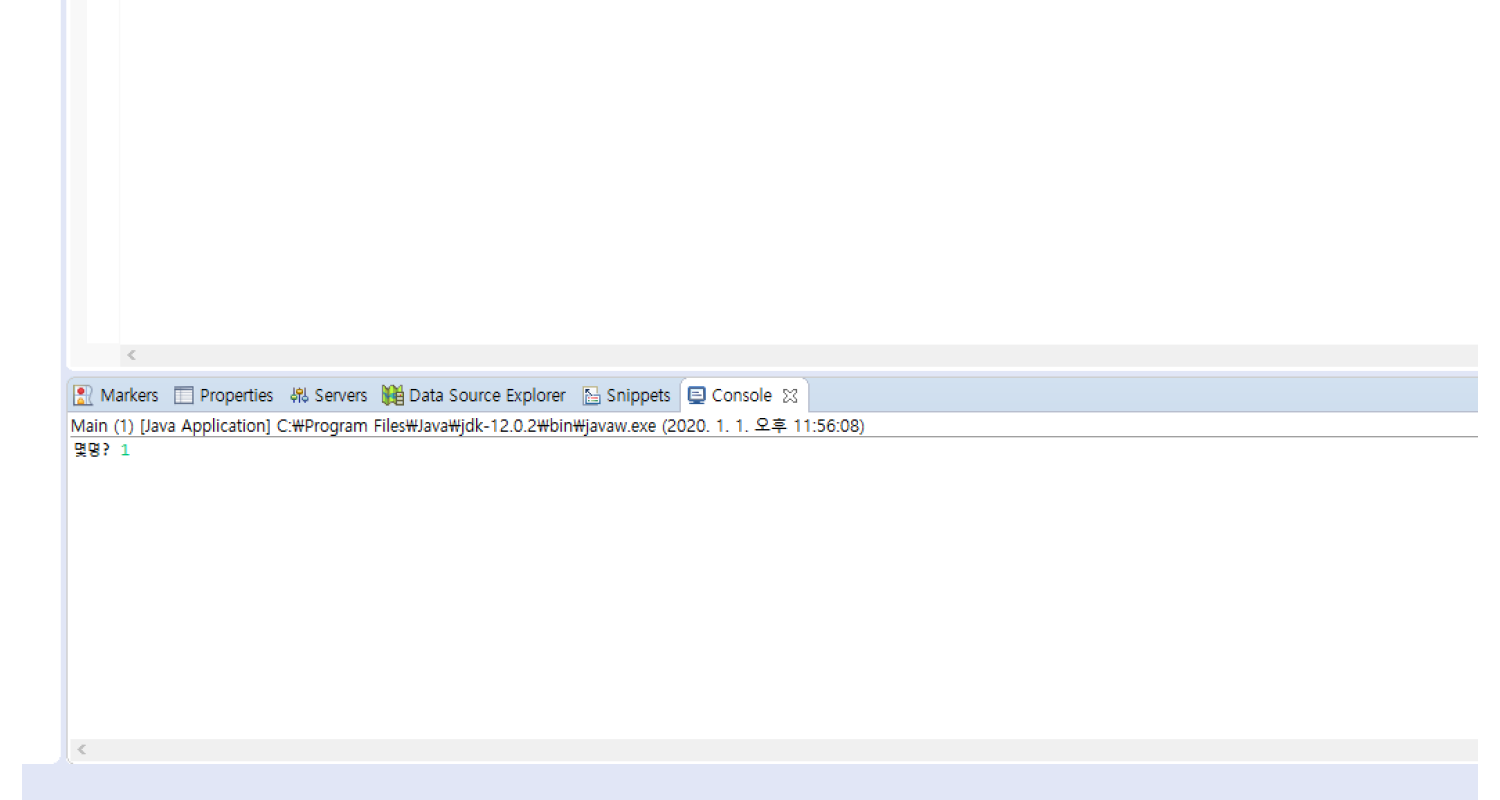 Markers Properties Servers Data Source Explorer Snippets Console
Main (1) [Java Application] C:₩Program Files₩Java₩jdk-12.0.2₩bin₩javaw.exe (2020. 1. 1. 오후 11:56:08)
몇명? 1